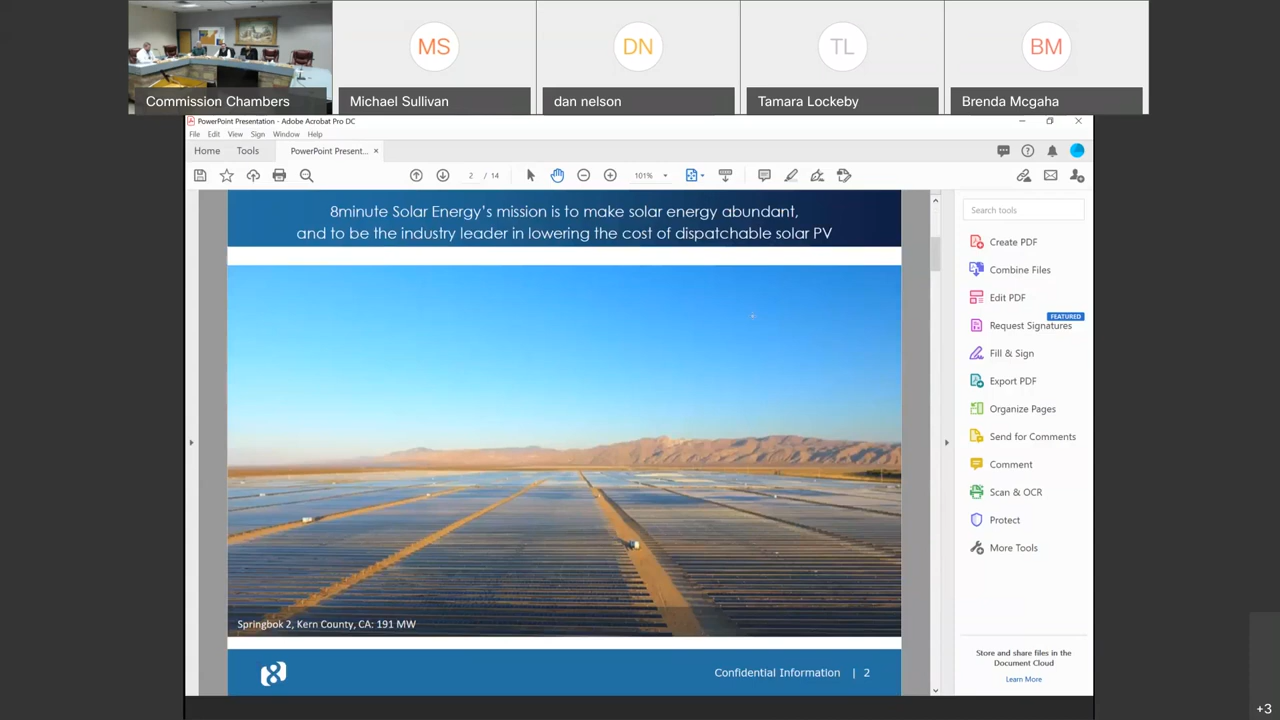 MS
DN
TL
BM
Commission Chambers
Michael Sullivan
dan nelson
Tamara Lockeby
Brenda Mcgaha
PowerPoint Presentation - Adobe Acrobat Pro DC
File Edit View Sign Window Help
Home Tools PowerPoint Present... ×
2 / 14 101%
8minute Solar Energy's mission is to make solar energy abundant,
and to be the industry leader in lowering the cost of dispatchable solar PV
Springbok 2, Kern County, CA: 191 MW
Confidential Information | 2
Search tools
Create PDF
Combine Files
Edit PDF
FEATURED
Request Signatures
Fill & Sign
Export PDF
Organize Pages
Send for Comments
Comment
Scan & OCR
Protect
More Tools
Store and share files in the
Document Cloud
Learn More
+3